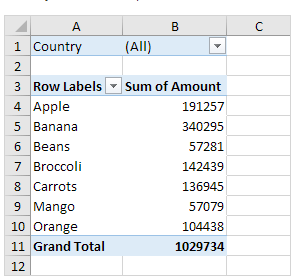 A B C
1 Country (All)
2
3 Row Labels Sum of Amount
4 Apple 191257
5 Banana 340295
6 Beans 57281
7 Broccoli 142439
8 Carrots 136945
9 Mango 57079
10 Orange 104438
11 Grand Total 1029734
12